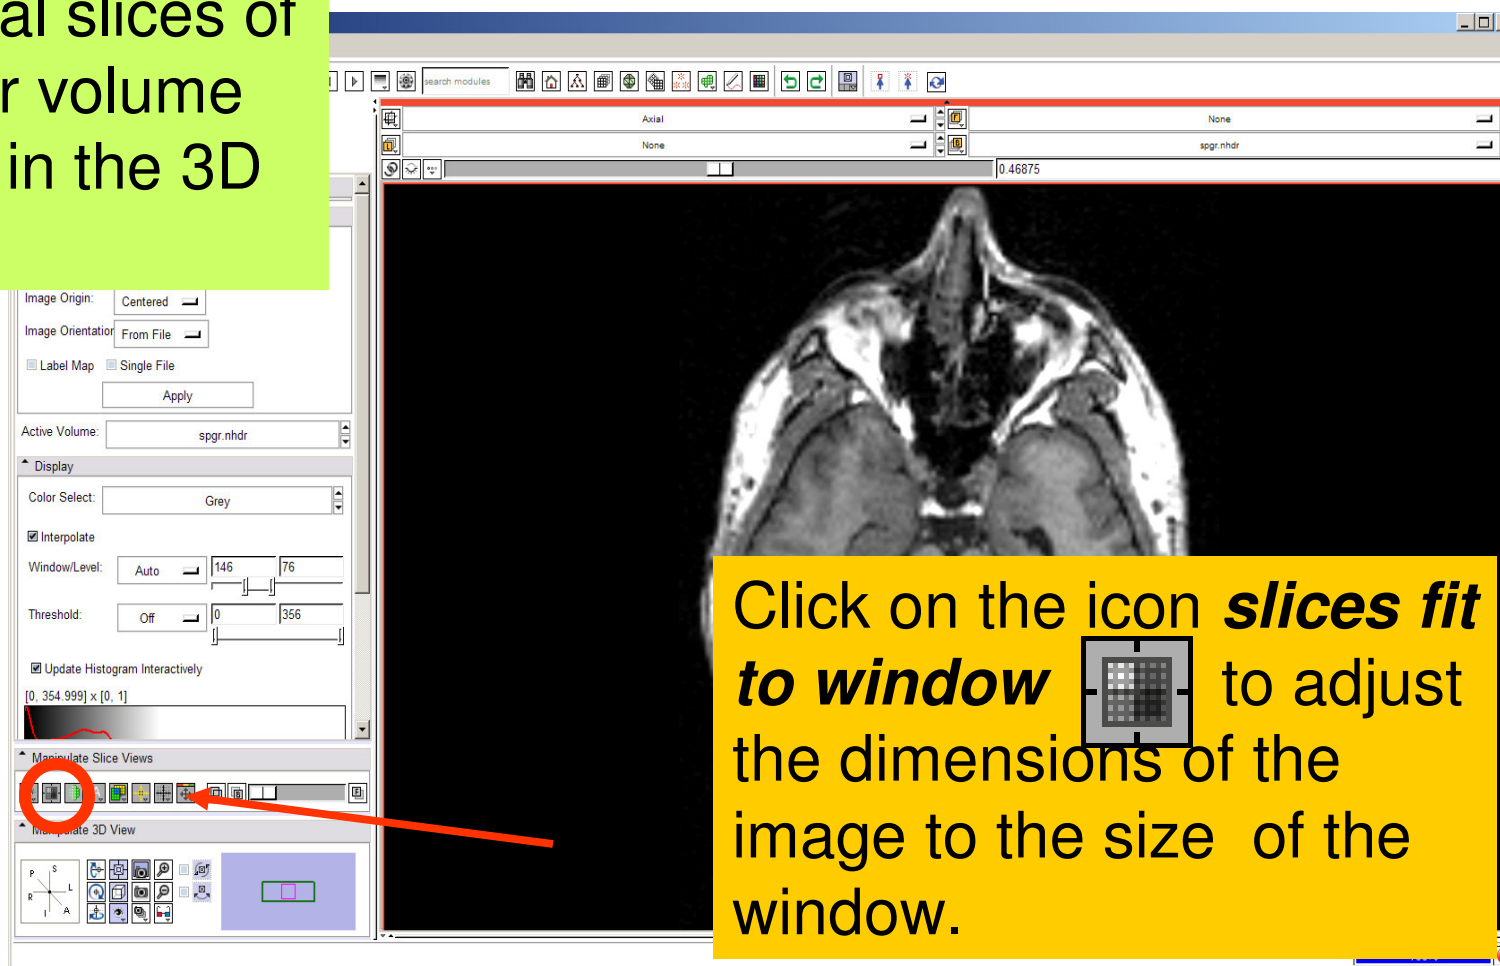 al slices of
r volume
in the 3D
search modules
Axial
None
None
spgr.nhdr
0.46875
Image Origin:
Centered
Image Orientation
From File
Label Map
Single File
Apply
Active Volume:
spgr.nhdr
Display
Color Select:
Grey
Interpolate
Window/Level:
Auto
146
76
Threshold:
Off
0
356
Update Histogram Interactively
[0, 354.999] x [0, 1]
Manipulate Slice Views
Manipulate 3D View
P
S
L
R
I
A
Click on the icon slices fit
to window to adjust
the dimensions of the
image to the size of the
window.